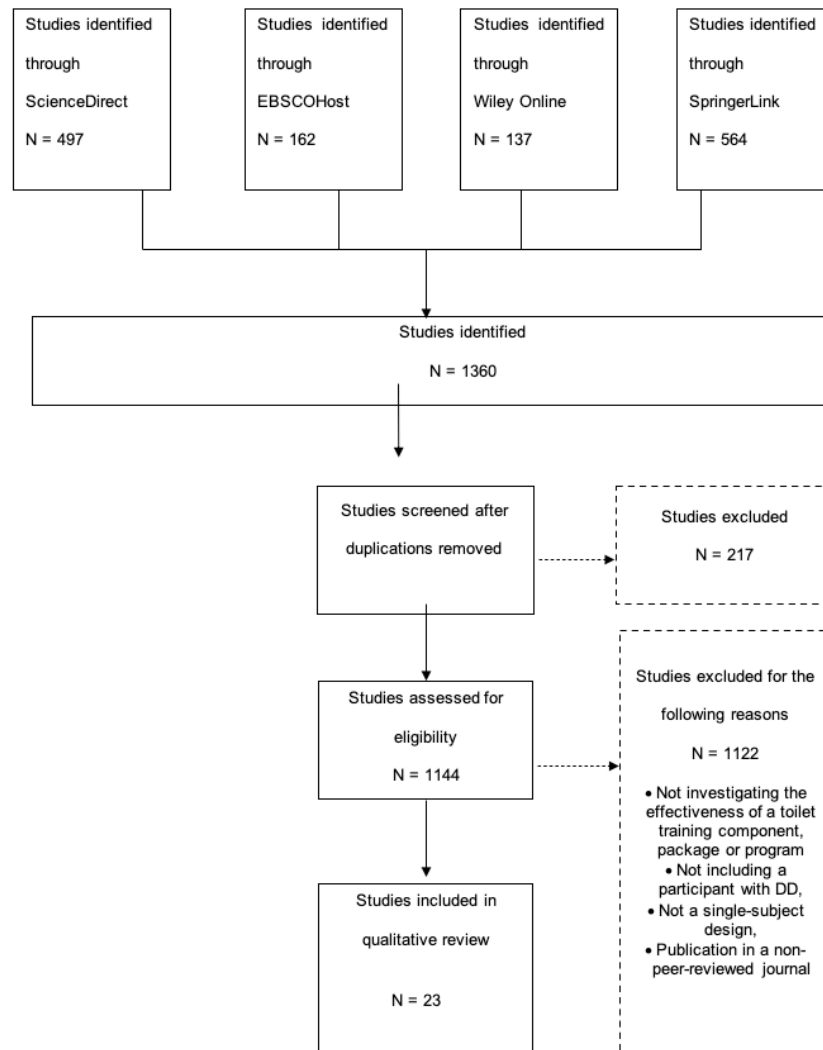 Studies identified
through
ScienceDirect
N = 497
Studies identified
through
EBSCOHost
N = 162
Studies identified
through
Wiley Online
N = 137
Studies identified
through
SpringerLink
N = 564
Studies identified
N = 1360
Studies screened after
duplications removed
Studies excluded
N = 217
Studies assessed for
eligibility
N = 1144
Studies excluded for the
following reasons
N = 1122
• Not investigating the
effectiveness of a toilet
training component,
package or program
• Not including a
participant with DD,
• Not a single-subject
design,
• Publication in a non-
peer-reviewed journal
Studies included in
qualitative review
N = 23